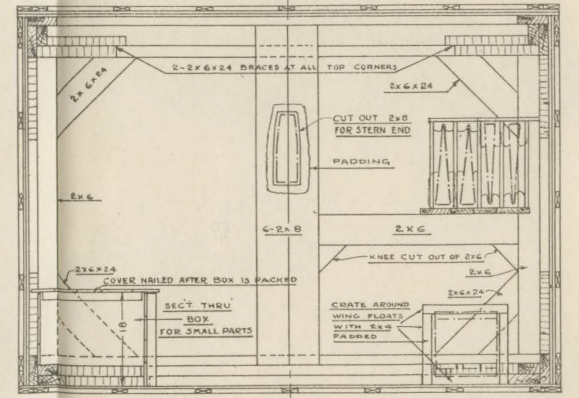 2-2x6x24 BRACES AT ALL TOP CORNERS
2x6x24
2x6x24
CUT OUT 2x8
FOR STERN END
PADDING
2x6
6-2x8
2x6
KNEE CUT OUT OF 2x6
2x6
2x6x24
2x6x24
COVER NAILED AFTER BOX IS PACKED
SEC'T THRU
BOX
FOR SMALL PARTS
18
CRATE AROUND
WING FLOATS
WITH 2x4
PADDED